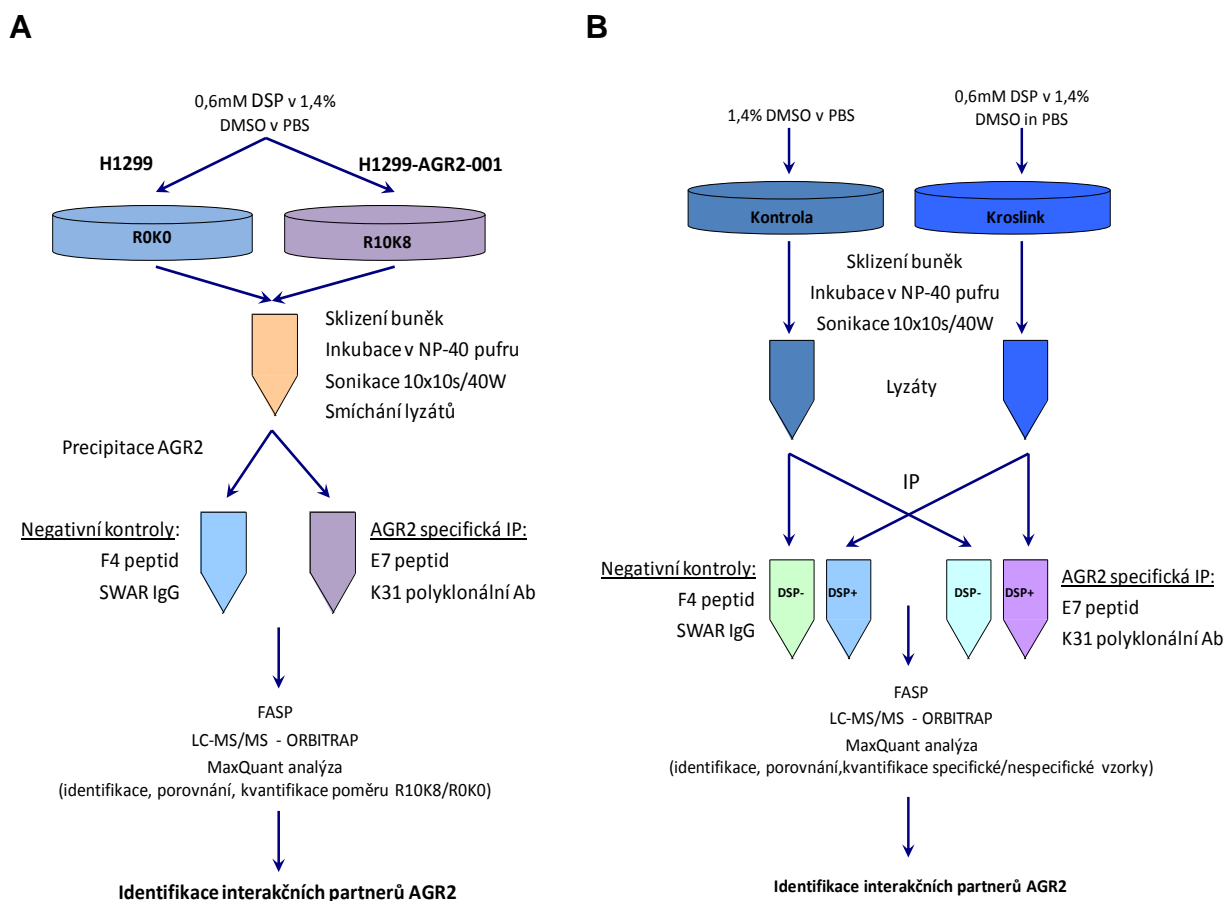 A
0,6mM DSP v 1,4%
DMSO v PBS
H1299
H1299-AGR2-001
R0K0
R10K8
Sklizení buněk
Inkubace v NP-40 pufru
Sonikace 10x10s/40W
Smíchání lyzátů
Precipitace AGR2
Negativní kontroly:
F4 peptid
SWAR IgG
AGR2 specifická IP:
E7 peptid
K31 polyklonální Ab
FASP
LC-MS/MS - ORBITRAP
MaxQuant analýza
(identifikace, porovnání, kvantifikace poměru R10K8/R0K0)
Identifikace interakčních partnerů AGR2
B
1,4% DMSO v PBS
0,6mM DSP v 1,4%
DMSO in PBS
Kontrola
Kroslink
Sklizení buněk
Inkubace v NP-40 pufru
Sonikace 10x10s/40W
Lyzáty
IP
Negativní kontroly:
F4 peptid
SWAR IgG
DSP-
DSP+
DSP-
DSP+
AGR2 specifická IP:
E7 peptid
K31 polyklonální Ab
FASP
LC-MS/MS - ORBITRAP
MaxQuant analýza
(identifikace, porovnání,kvantifikace specifické/nespecifické vzorky)
Identifikace interakčních partnerů AGR2